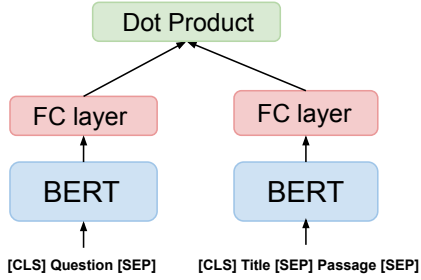 Dot Product
FC layer
FC layer
BERT
BERT
[CLS] Question [SEP]
[CLS] Title [SEP] Passage [SEP]